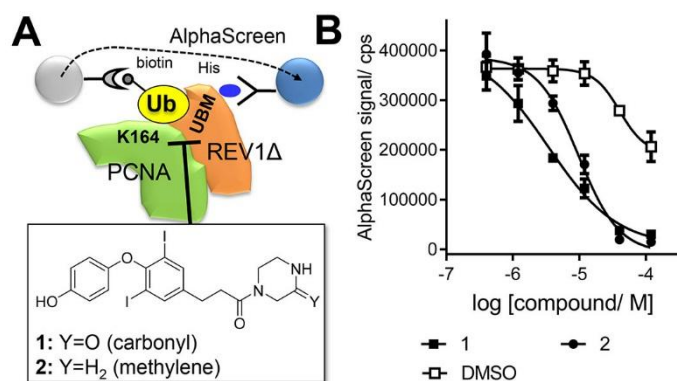 A
AlphaScreen
biotin
His
Ub
UBM
K164
REV1Δ
PCNA
I
O
NH
HO
I
N
Y
O
1: Y=O (carbonyl)
2: Y=H₂ (methylene)
B
AlphaScreen signal/ cps
400000
300000
200000
100000
0
-7 -6 -5 -4
log [compound/ M]
1 2
DMSO